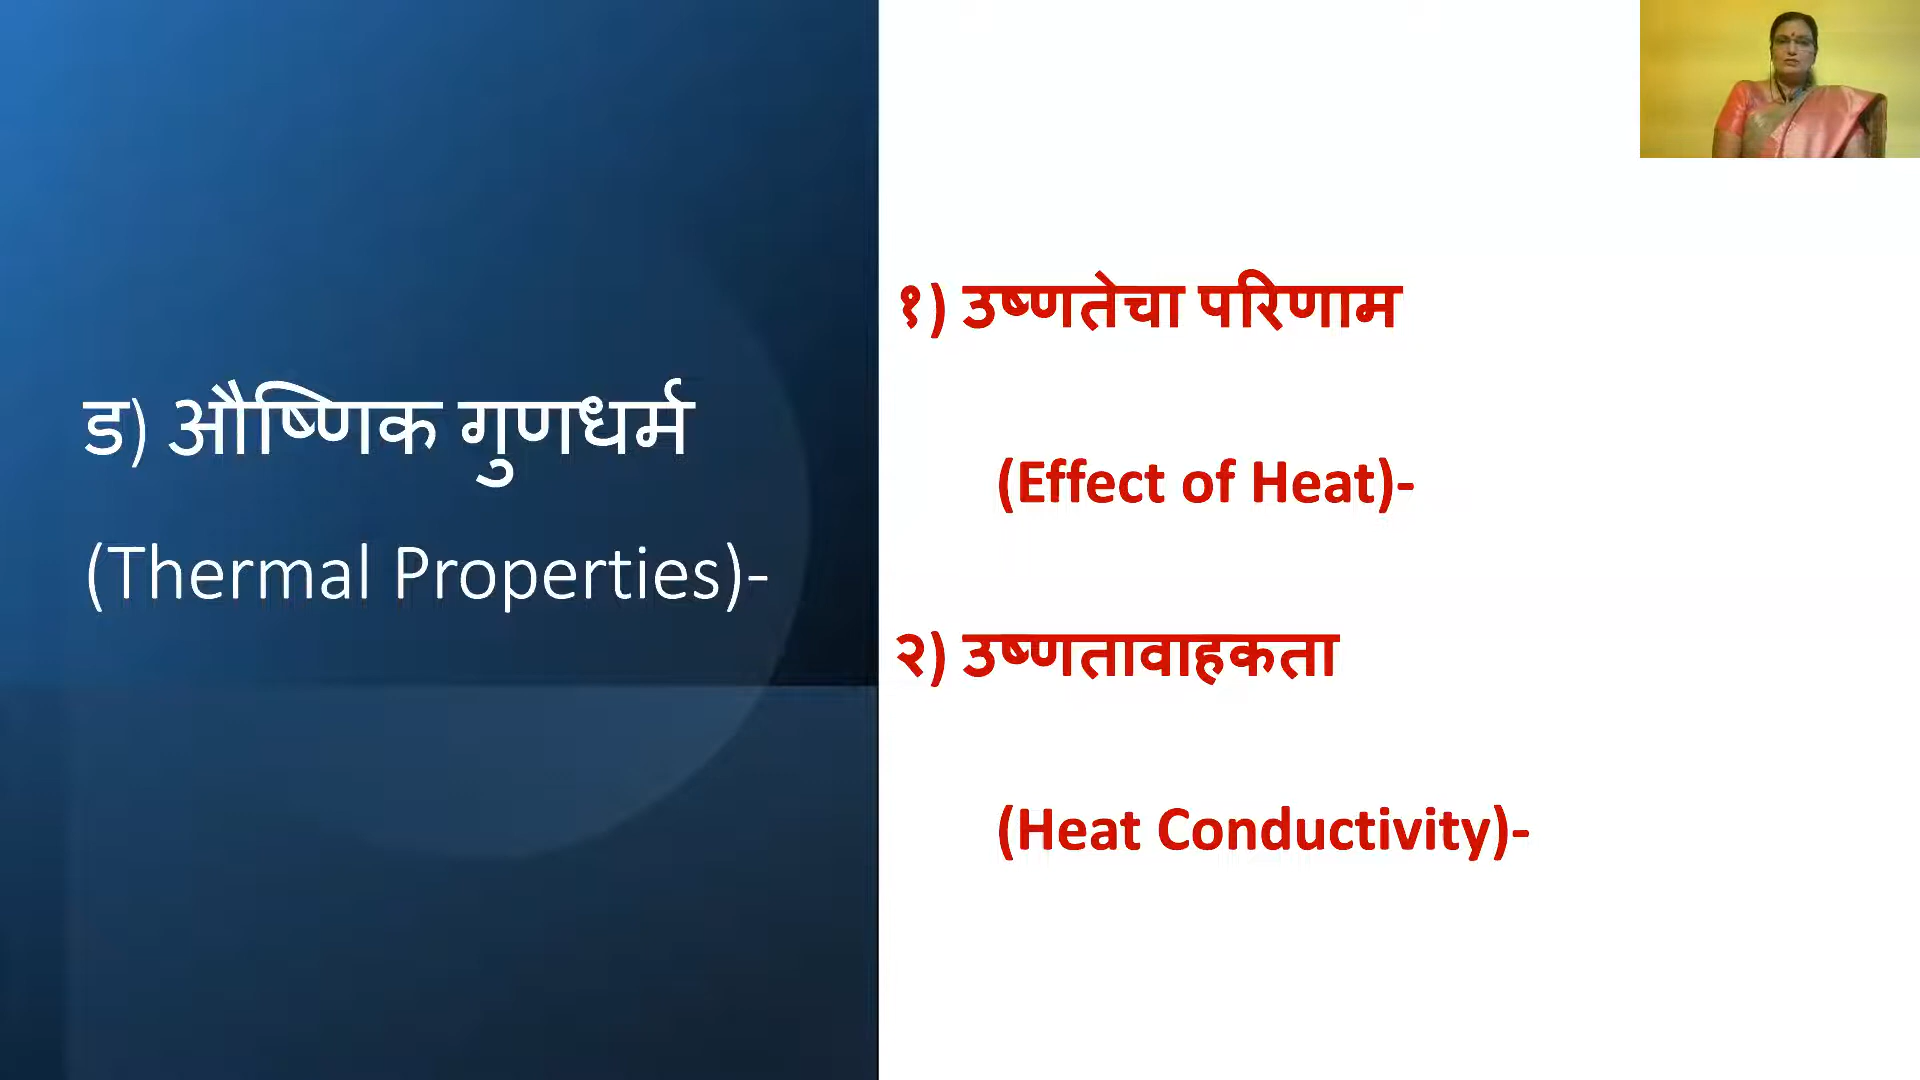 ड) औष्णिक गुणधर्म
(Thermal Properties)-
१) उष्णतेचा परिणाम
(Effect of Heat)-
२) उष्णतावाहकता
(Heat Conductivity)-